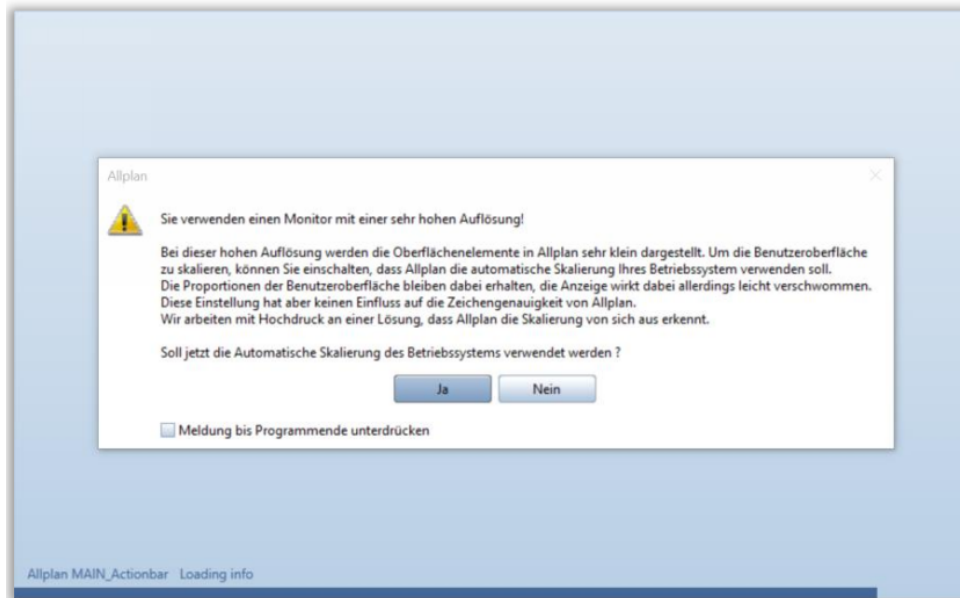 Allplan
Sie verwenden einen Monitor mit einer sehr hohen Auflösung!
Bei dieser hohen Auflösung werden die Oberflächenelemente in Allplan sehr klein dargestellt. Um die Benutzeroberfläche
zu skalieren, können Sie einschalten, dass Allplan die automatische Skalierung Ihres Betriebssystem verwenden soll.
Die Proportionen der Benutzeroberfläche bleiben dabei erhalten, die Anzeige wirkt dabei allerdings leicht verschwommen.
Diese Einstellung hat aber keinen Einfluss auf die Zeichengenauigkeit von Allplan.
Wir arbeiten mit Hochdruck an einer Lösung, dass Allplan die Skalierung von sich aus erkennt.
Soll jetzt die Automatische Skalierung des Betriebssystems verwendet werden ?
Ja Nein
Meldung bis Programmende unterdrücken
Allplan MAIN_Actionbar Loading info